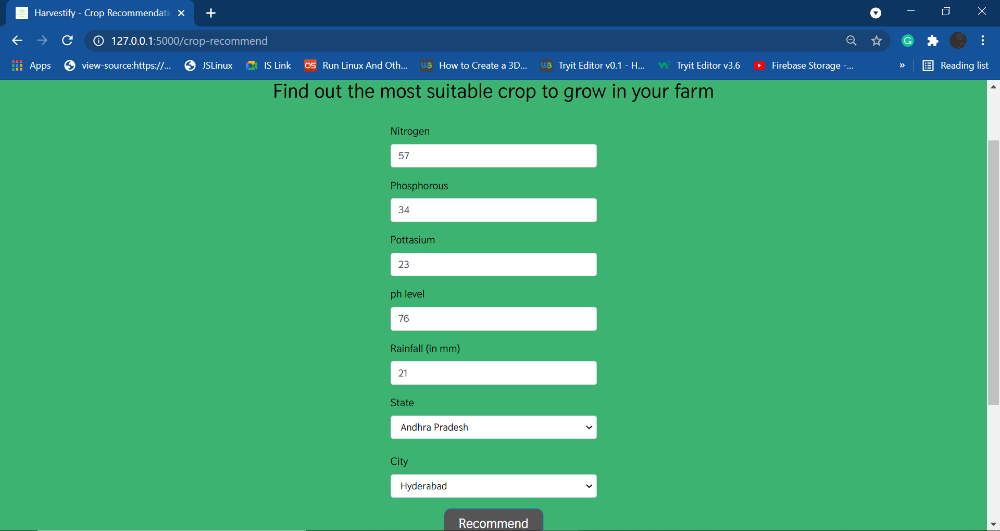 Harvestify - Crop Recommendati
127.0.0.1:5000/crop-recommend
Apps view-source:https://... JSLinux IS Link OS Run Linux And Oth... How to Create a 3D... Tryit Editor v0.1 - H... Tryit Editor v3.6 Firebase Storage -... » Reading list
Find out the most suitable crop to grow in your farm
Nitrogen
57
Phosphorous
34
Pottasium
23
ph level
76
Rainfall (in mm)
21
State
Andhra Pradesh
City
Hyderabad
Recommend